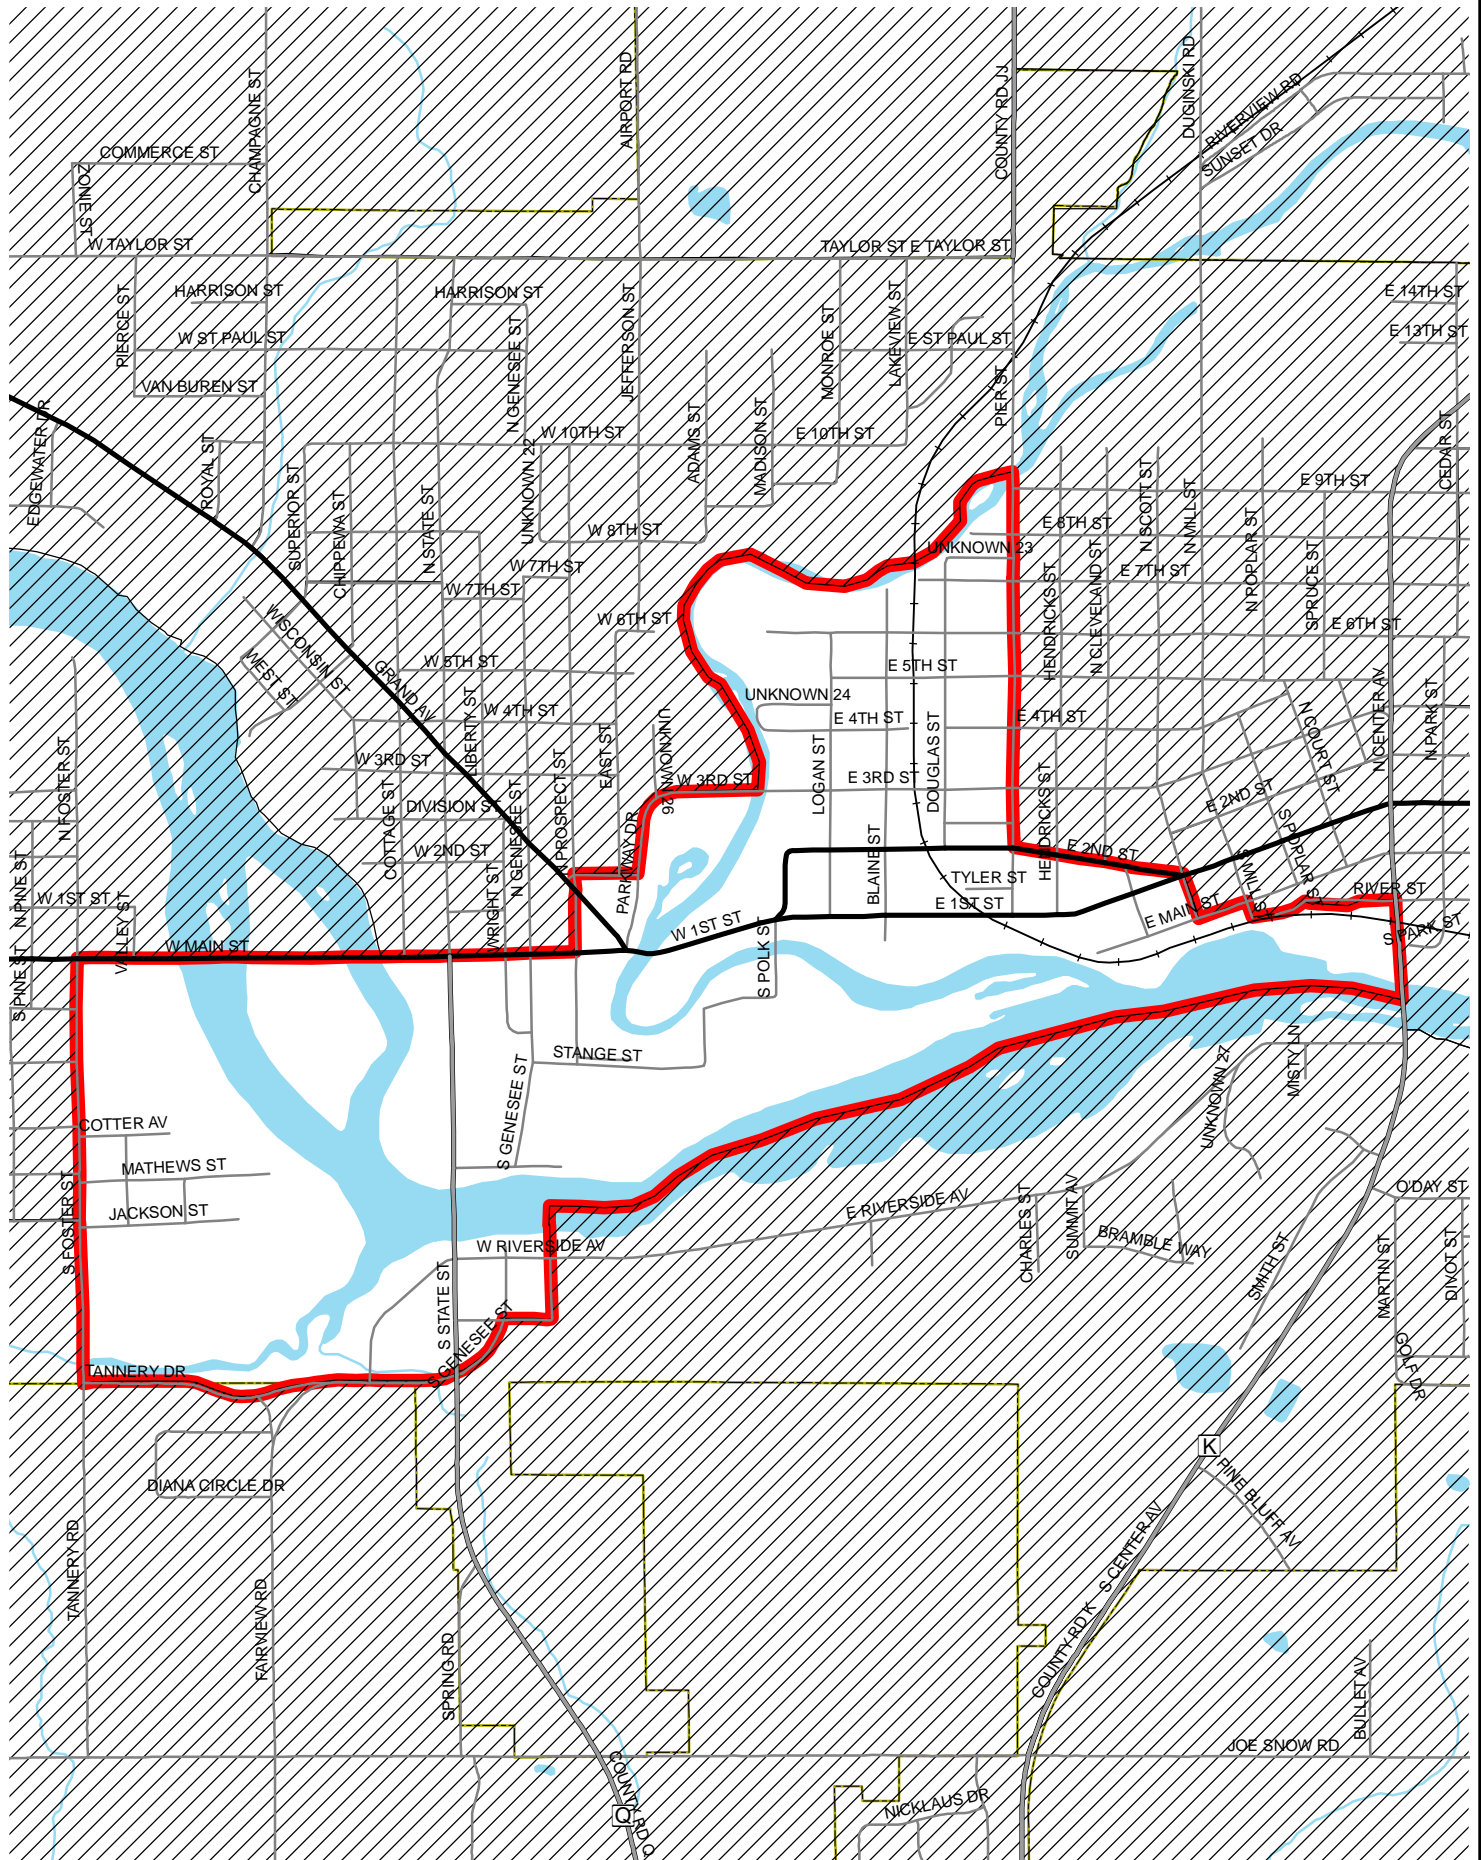 CHAMPAGNE ST
AIRPORT RD
COUNTY RD JJ
DUGINSKI RD
RIVERVIEW RD
SUNSET DR
COMMERCE ST
ZONE ST
W TAYLOR ST
TAYLOR ST
E TAYLOR ST
PIERCE ST
HARRISON ST
HARRISON ST
JEFFERSON ST
MONROE ST
LAKEVIEW ST
E 14TH ST
E 13TH ST
W ST PAUL ST
N GENESEE ST
E ST PAUL ST
VAN BUREN ST
PIER ST
EDGEWATER DR
ROYAL ST
SUPERIOR ST
CHIPPEWA ST
N STATE ST
UNKNOWN 22
W 10TH ST
ADAMS ST
MADISON ST
E 10TH ST
CEDAR ST
E 9TH ST
W 8TH ST
E 8TH ST
N SCOTT ST
N MILL ST
N ROPLAR ST
SPRUCE ST
UNKNOWN 23
W 7TH ST
W 7TH ST
E 7TH ST
HENDRICKS ST
N CLEVELAND ST
W 6TH ST
E 6TH ST
WISCONSIN ST
WEST ST
GRAND AV
W 5TH ST
E 5TH ST
LIBERTY ST
W 4TH ST
UNKNOWN 24
E 4TH ST
E 4TH ST
N COURT ST
N CENTER AV
N PARK ST
N FOSTER ST
W 3RD ST
EAST ST
UNKNOWN 26
W 3RD ST
LOGAN ST
E 3RD ST
DOUGLAS ST
HENDRICKS ST
COTTAGE ST
DIVISION ST
N GENESEE ST
N PROSPECT ST
PARKWAY DR
E 2ND ST
S POPLAR ST
W 2ND ST
BLAINE ST
E 2ND ST
S MILL S
N PINE ST
W 1ST ST
VALLEY ST
WRIGHT ST
TYLER ST
E 1ST ST
E MAIN ST
RIVER ST
S PARK ST
W MAIN ST
W 1ST ST
S POLK S
S PINE ST
STANGE ST
S GENESEE ST
UNKNOWN 27
MISTY LN
COTTER AV
MATHEWS ST
JACKSON ST
S FOSTER ST
E RIVERSIDE AV
W RIVERSIDE AV
CHARLES ST
SUMMIT AV
BRAMBLE WAY
SMITH ST
O'DAY ST
MARTIN ST
DIVOT ST
S STATE ST
S GENESEE ST
TANNERY DR
GOLF DR
K
DIANA CIRCLE DR
PINE BLUFF AV
TANNERY RD
FAIRVIEW RD
SPRING RD
S CENTER AV
COUNTY RD K
BULLET AV
JOE SNOW RD
COUNTY RD Q
Q
NICKLAUS DR